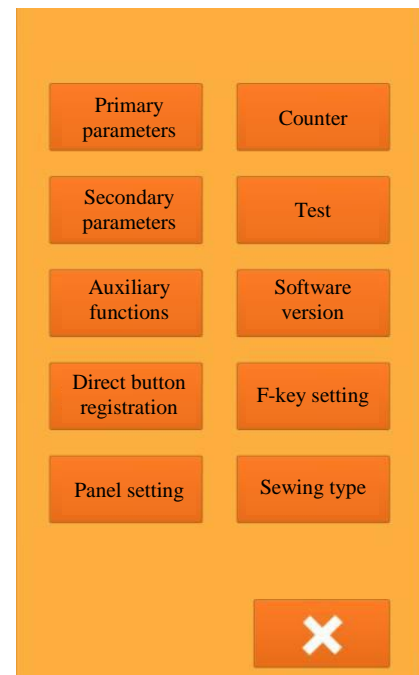 Primary
parameters
Counter
Secondary
parameters
Test
Auxiliary
functions
Software
version
Direct button
registration
F-key setting
Panel setting
Sewing type